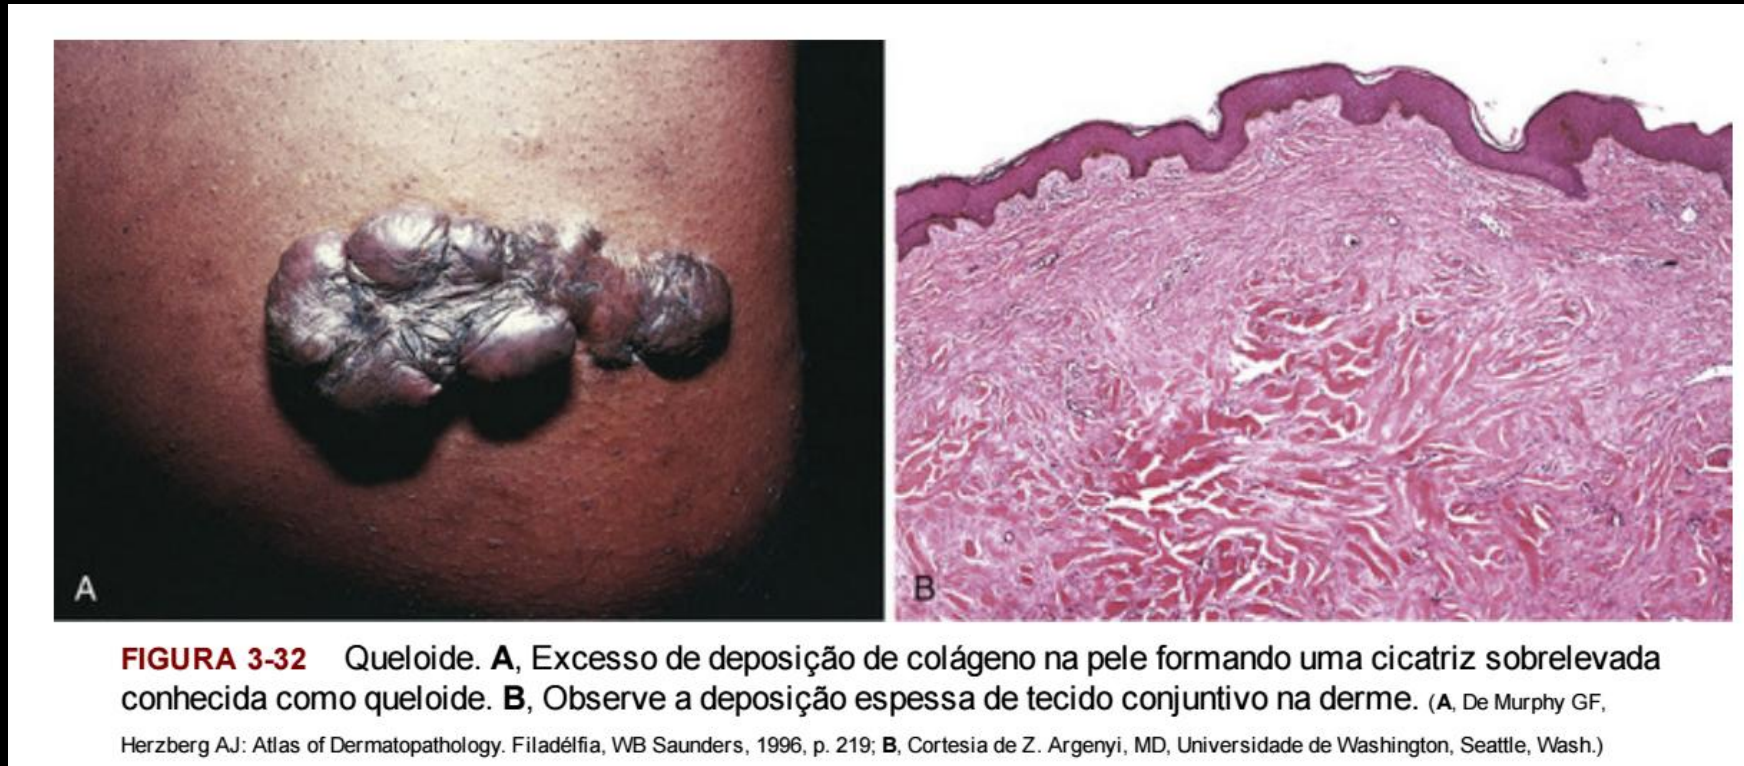 A
B
FIGURA 3-32 Queloide. A, Excesso de deposição de colágeno na pele formando uma cicatriz sobrelevada
conhecida como queloide. B, Observe a deposição espessa de tecido conjuntivo na derme. (A, De Murphy GF,
Herzberg AJ: Atlas of Dermatopathology. Filadélfia, WB Saunders, 1996, p. 219; B, Cortesia de Z. Argenyi, MD, Universidade de Washington, Seattle, Wash.)